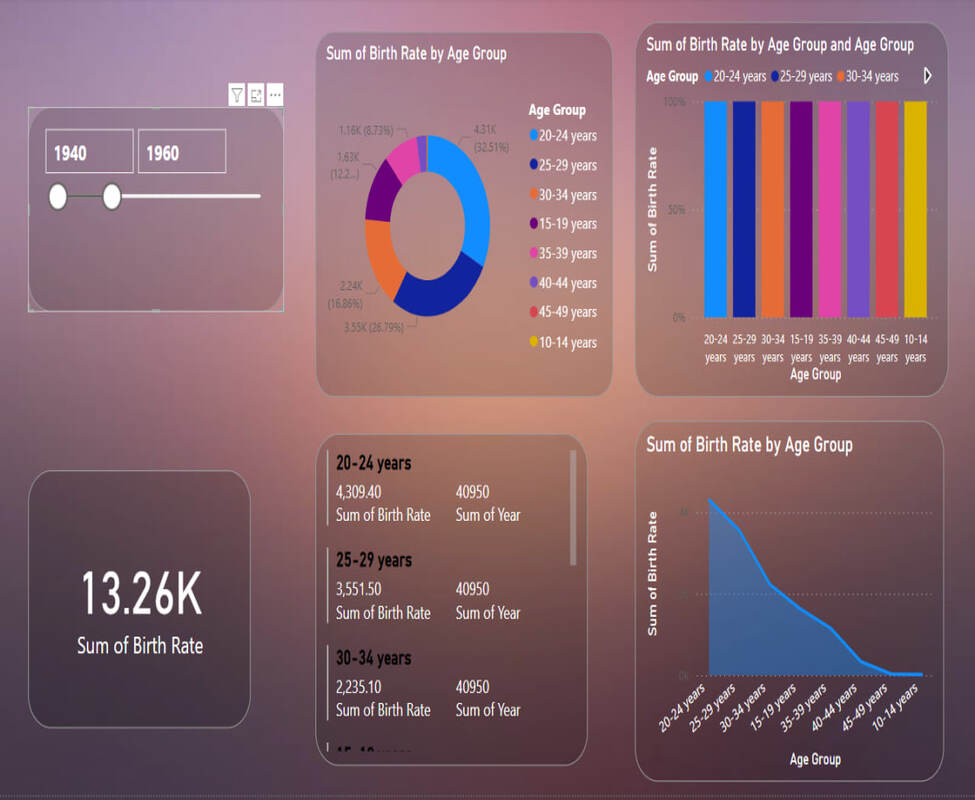 1940
1960
Sum of Birth Rate by Age Group
1.16K (8.73%)
4.31K
(32.51%)
1.63K
(12.2...)
2.24K
(16.86%)
3.55K (26.79%)
Age Group
20-24 years
25-29 years
30-34 years
15-19 years
35-39 years
40-44 years
45-49 years
10-14 years
Sum of Birth Rate by Age Group and Age Group
Age Group 20-24 years 25-29 years 30-34 years
Sum of Birth Rate
100%
50%
0%
20-24 25-29 30-34 15-19 35-39 40-44 45-49 10-14
years years years years years years years years
Age Group
13.26K
Sum of Birth Rate
20-24 years
4,309.40 40950
Sum of Birth Rate Sum of Year
25-29 years
3,551.50 40950
Sum of Birth Rate Sum of Year
30-34 years
2,235.10 40950
Sum of Birth Rate Sum of Year
Sum of Birth Rate by Age Group
Sum of Birth Rate
0K
20-24 years
25-29 years
30-34 years
15-19 years
35-39 years
40-44 years
45-49 years
10-14 years
Age Group